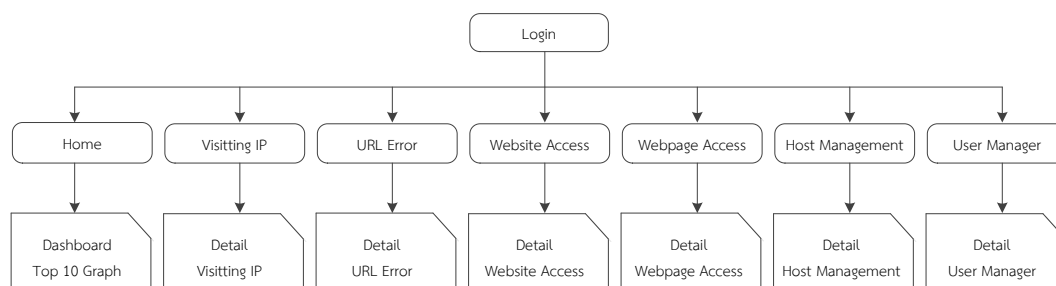 Login
Home
Visitting IP
URL Error
Website Access
Webpage Access
Host Management
User Manager
Dashboard
Top 10 Graph
Detail
Visitting IP
Detail
URL Error
Detail
Website Access
Detail
Webpage Access
Detail
Host Management
Detail
User Manager